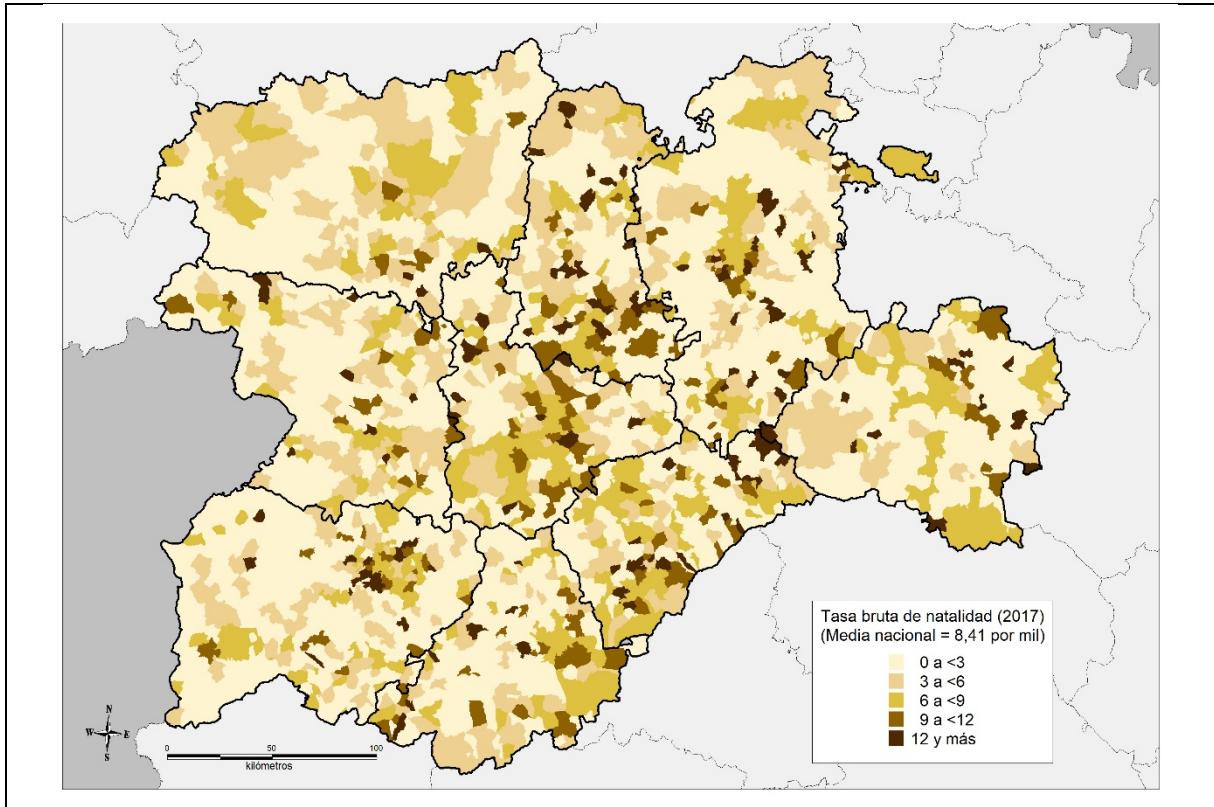 Tasa bruta de natalidad (2017)
(Media nacional = 8,41 por mil)
0 a <3
3 a <6
6 a <9
9 a <12
12 y más
N
W E
S
0 50 100
kilómetros